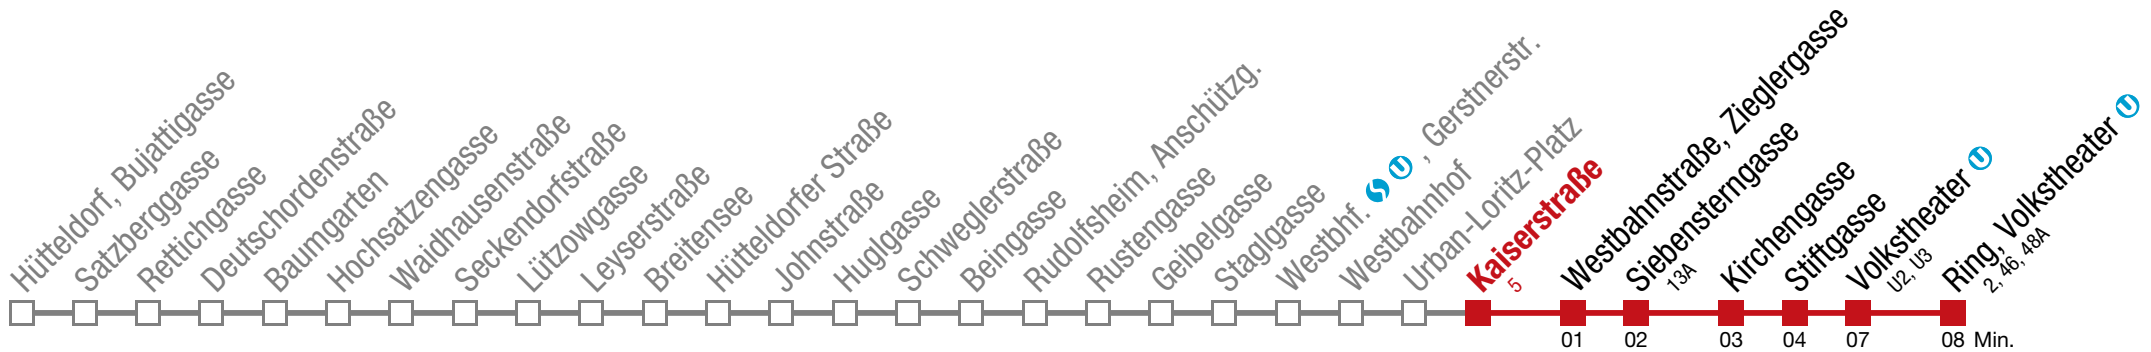 Hütteldorf, Bujattigasse
Satzberggasse
Rettichgasse
Deutschordenstraße
Baumgarten
Hochsatzengasse
Waidhausenstraße
Seckendorfstraße
Lützowgasse
Leyserstraße
Breitensee
Hütteldorfer Straße
Johnstraße
Huglgasse
Schweglerstraße
Beingasse
Rudolfsheim, Anschützg.
Rustengasse
Geibelgasse
Staglgasse
Westbhf. S U , Gerstnerstr.
Westbahnhof
Urban-Loritz-Platz
Kaiserstraße
5
Westbahnstraße, Zieglergasse
Siebensterngasse
13A
Kirchengasse
Stiftgasse
Volkstheater U
U2, U3
Ring, Volkstheater U
2, 46, 48A
01 02 03 04 07 08 Min.